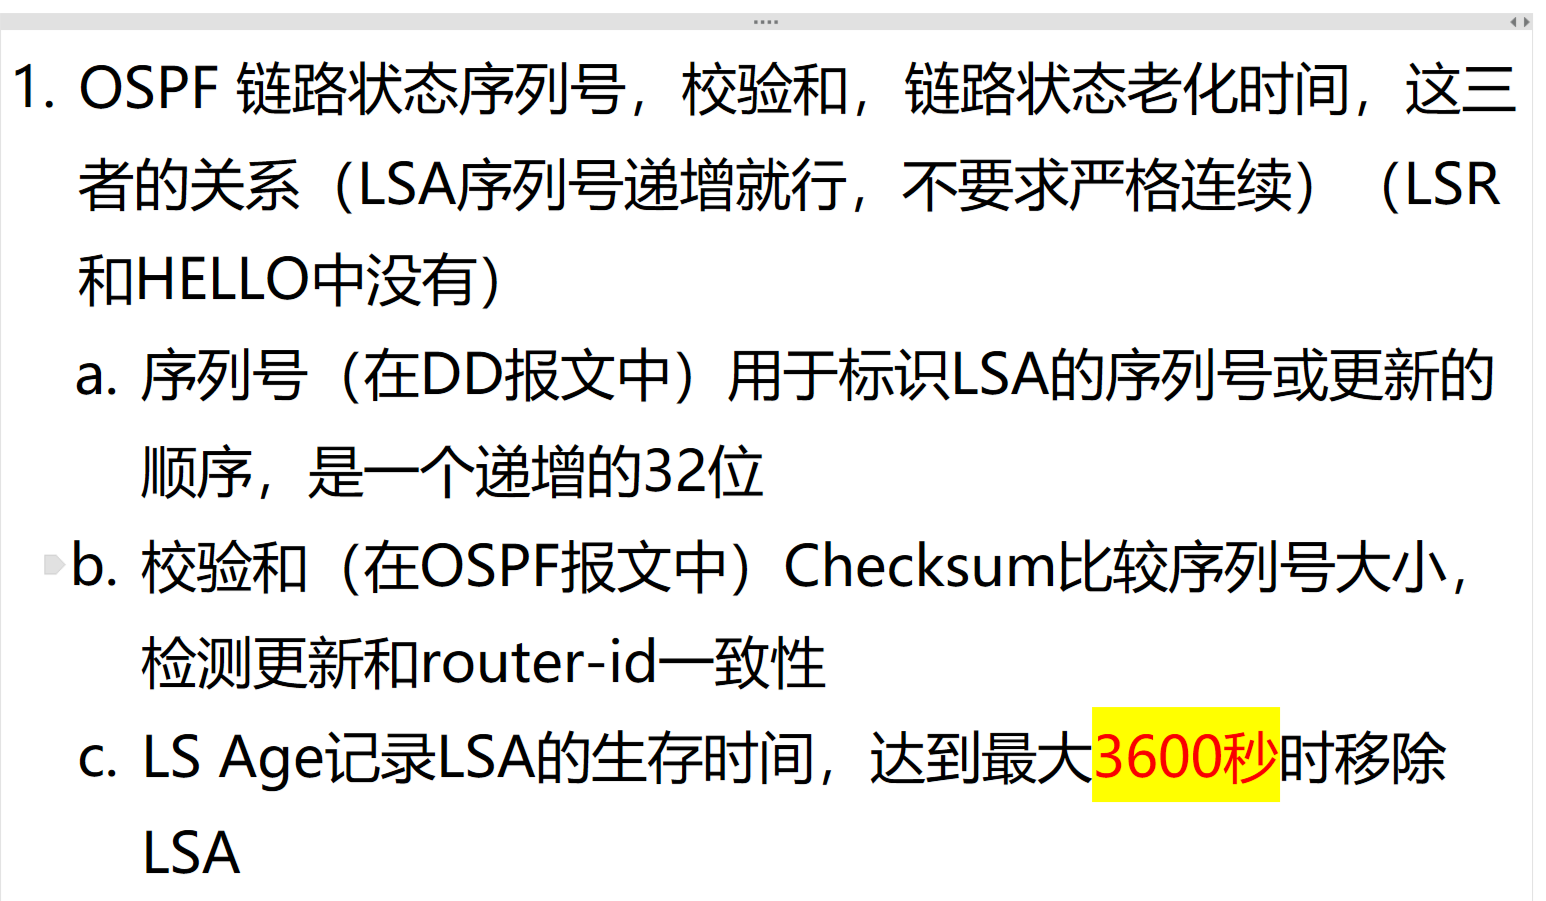 1. OSPF 链路状态序列号，校验和，链路状态老化时间，这三
者的关系（LSA序列号递增就行，不要求严格连续）（LSR
和HELLO中没有）
a. 序列号（在DD报文中）用于标识LSA的序列号或更新的
顺序，是一个递增的32位
b. 校验和（在OSPF报文中）Checksum比较序列号大小，
检测更新和router-id一致性
c. LS Age记录LSA的生存时间，达到最大3600秒时移除
LSA